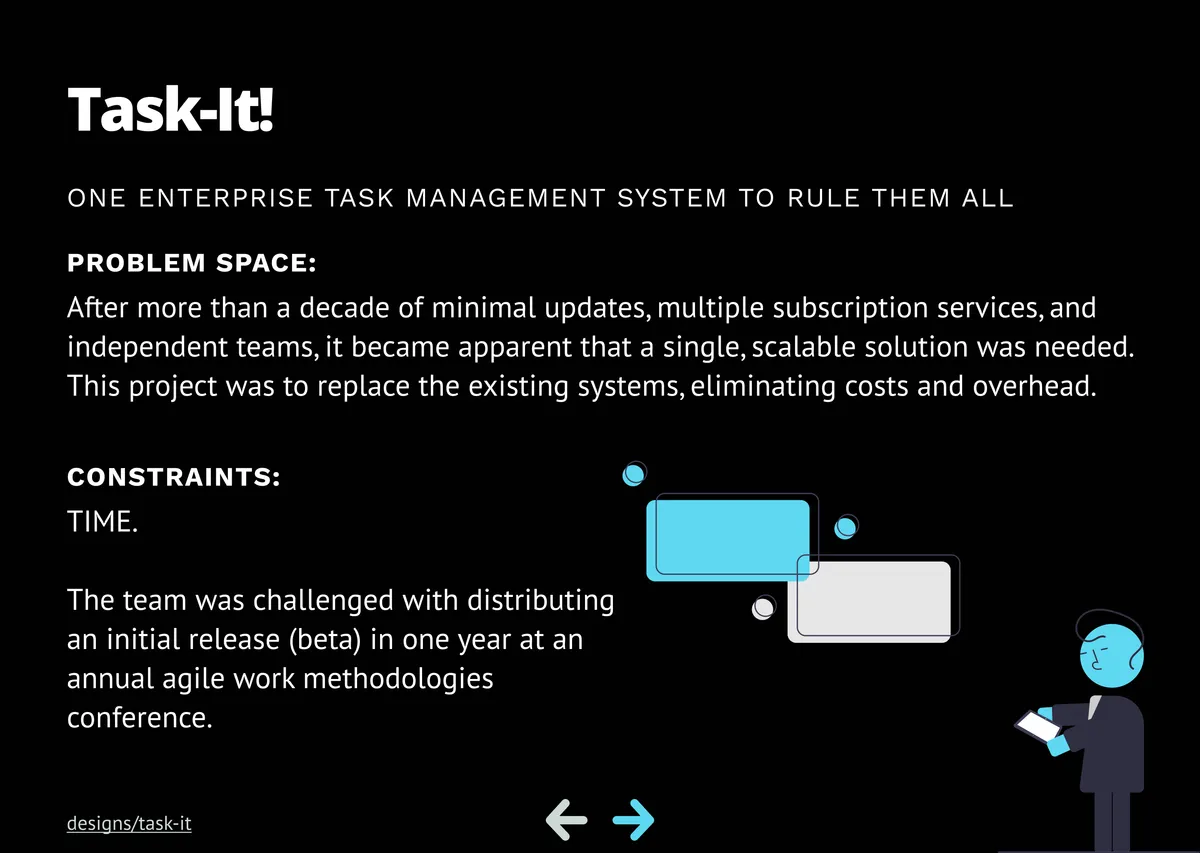 Task-It!
ONE ENTERPRISE TASK MANAGEMENT SYSTEM TO RULE THEM ALL
PROBLEM SPACE:
After more than a decade of minimal updates, multiple subscription services, and
independent teams, it became apparent that a single, scalable solution was needed.
This project was to replace the existing systems, eliminating costs and overhead.
CONSTRAINTS:
TIME.
The team was challenged with distributing
an initial release (beta) in one year at an
annual agile work methodologies
conference.
designs/task-it